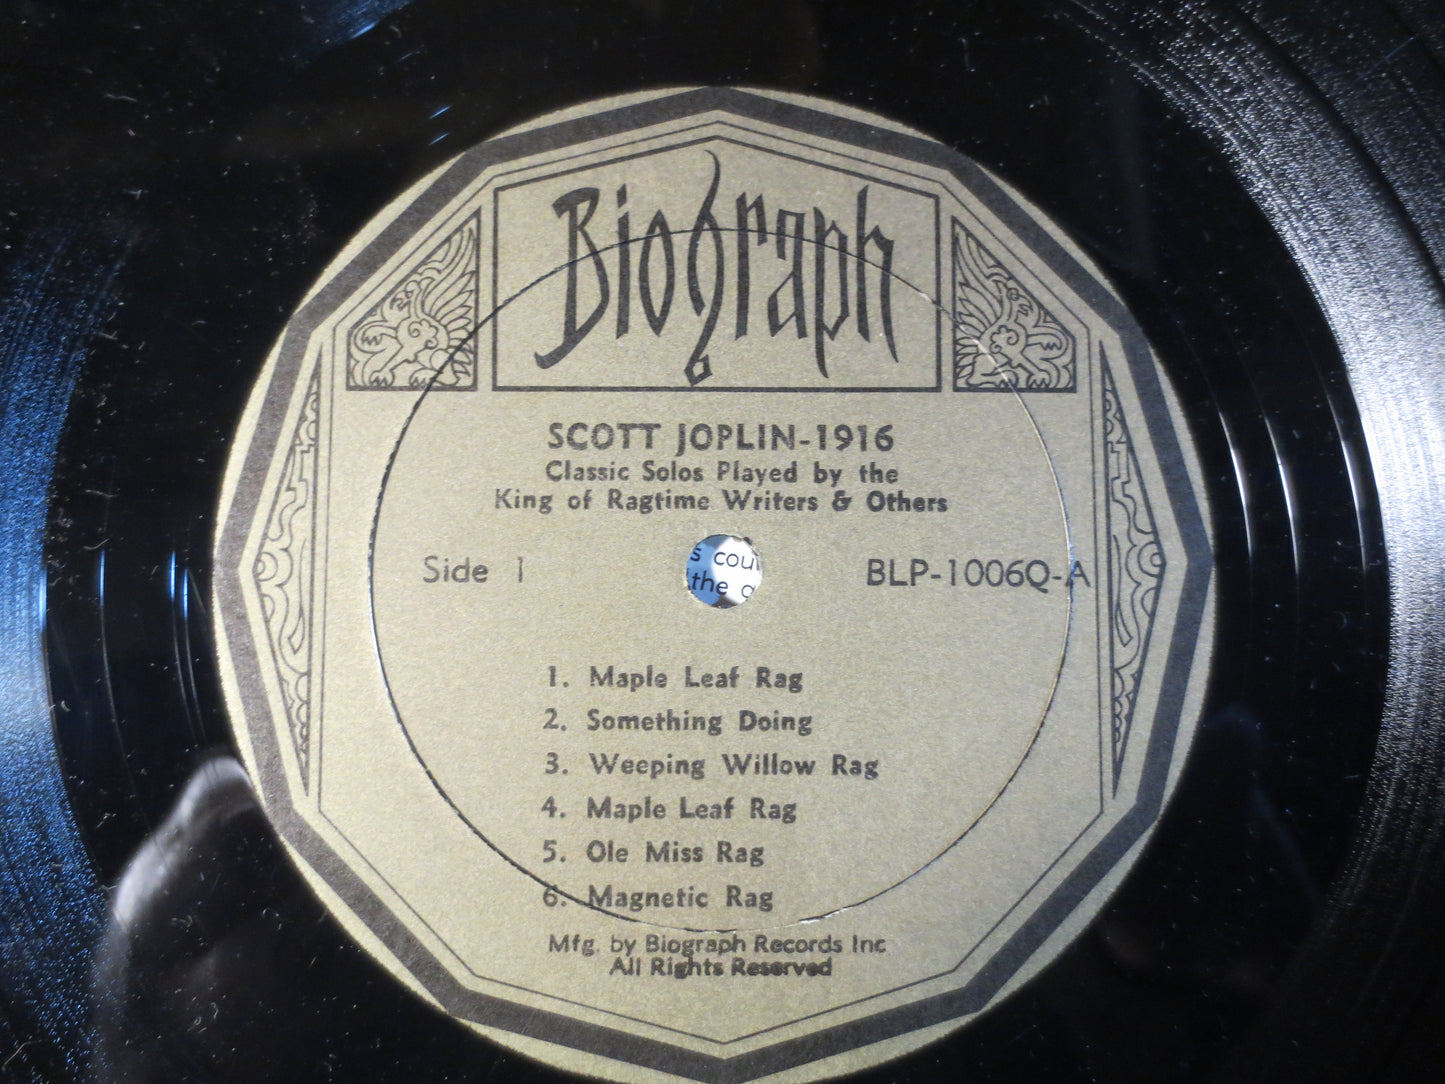 Biograph
SCOTT JOPLIN-1916
Classic Solos Played by the
King of Ragtime Writers & Others
s cou
Side 1 BLP-1006Q-A
the
1. Maple Leaf Rag
2. Something Doing
3. Weeping Willow Rag
4. Maple Leaf Rag
5. Ole Miss Rag
6. Magnetic Rag
Mfg. by Biograph Records Inc
All Rights Reserved